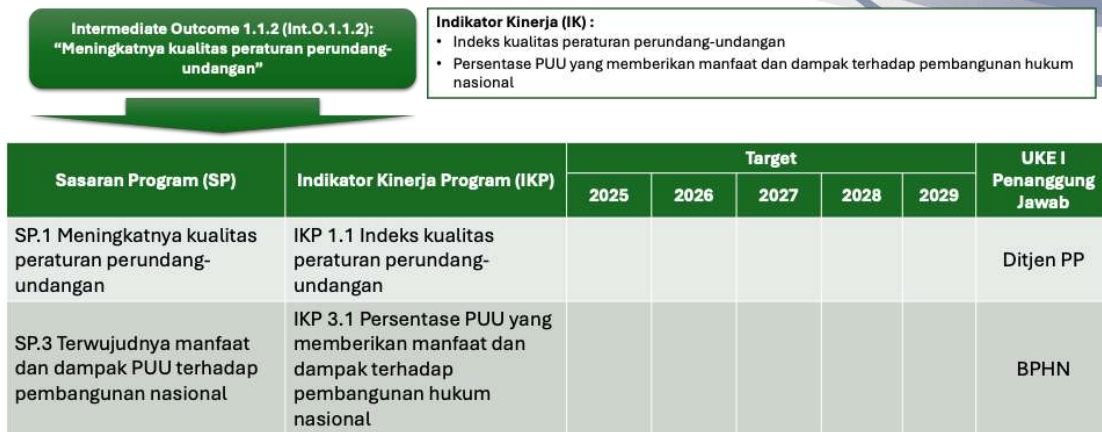 Intermediate Outcome 1.1.2 (Int.O.1.1.2):
“Meningkatnya kualitas peraturan perundang-
undangan”
Indikator Kinerja (IK) :
• Indeks kualitas peraturan perundang-undangan
• Persentase PUU yang memberikan manfaat dan dampak terhadap pembangunan hukum
nasional
Sasaran Program (SP)
Indikator Kinerja Program (IKP)
Target
2025
2026
2027
2028
2029
UKE I
Penanggung
Jawab
SP.1 Meningkatnya kualitas
peraturan perundang-
undangan
IKP 1.1 Indeks kualitas
peraturan perundang-
undangan
Ditjen PP
SP.3 Terwujudnya manfaat
dan dampak PUU terhadap
pembangunan nasional
IKP 3.1 Persentase PUU yang
memberikan manfaat dan
dampak terhadap
pembangunan hukum
nasional
BPHN